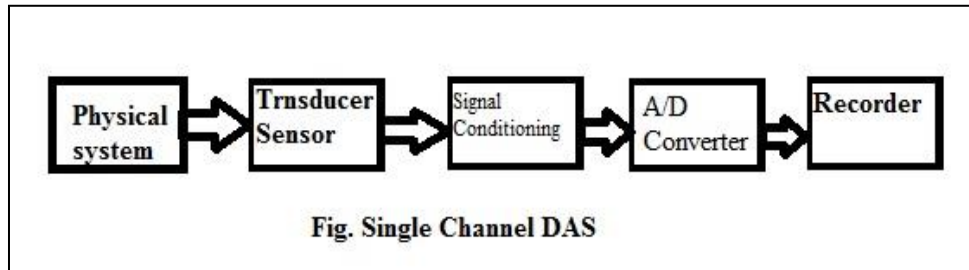 Physical
system
Trnsducer
Sensor
Signal
Conditioning
A/D
Converter
Recorder
Fig. Single Channel DAS